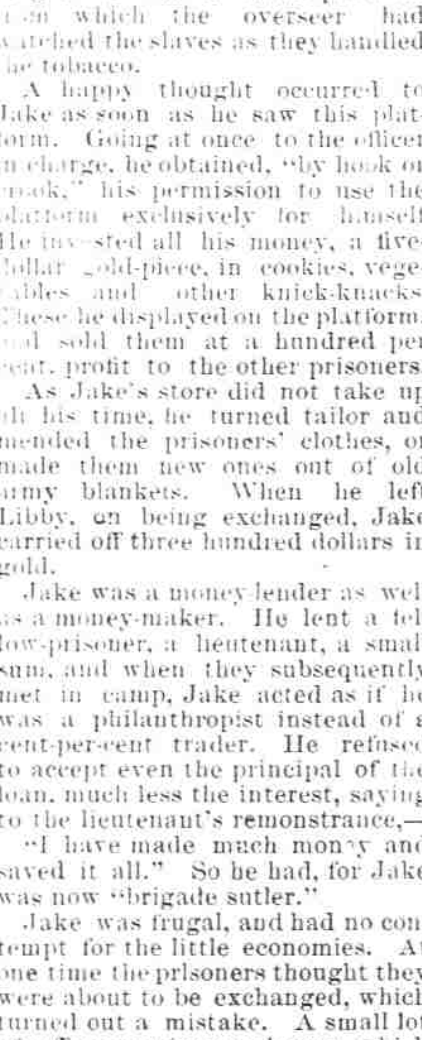 which the overseer had
watched the slaves as they handled
the tobacco.
A happy thought occurred to
Jake as soon as he saw this plat-
form. Going at once to the officer
in charge, he obtained, "by hook or
crook," his permission to use the
platform exclusively for himself
He invested all his money, a five-
dollar gold-piece, in cookies, vege-
tables and other knick-knacks
These he displayed on the platform,
and sold them at a hundred per
cent. profit to the other prisoners
As Jake's store did not take up
all his time, he turned tailor and
mended the prisoners' clothes, or
made them new ones out of old
army blankets. When he left
Libby, on being exchanged, Jake
carried off three hundred dollars in
gold.
Jake was a money-lender as wel
as a money-maker. He lent a fel
low-prisoner, a lieutenant, a smal
sum, and when they subsequently
met in camp, Jake acted as if he
was a philanthropist instead of a
cent-per-cent trader. He refused
to accept even the principal of the
loan, much less the interest, saying
to the lieutenant's remonstrance,—
"I have made much money and
saved it all." So he had, for Jake
was now "brigade sutler."
Jake was frugal, and had no con
tempt for the little economies. At
one time the prisoners thought they
were about to be exchanged, which
turned out a mistake. A small lot